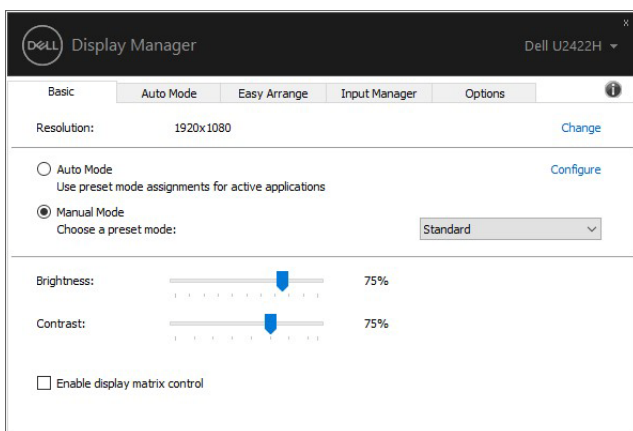 DELL Display Manager
Dell U2422H
Basic Auto Mode Easy Arrange Input Manager Options
Resolution: 1920x1080 Change
Auto Mode Configure
Use preset mode assignments for active applications
Manual Mode
Choose a preset mode: Standard
Brightness: 75%
Contrast: 75%
Enable display matrix control